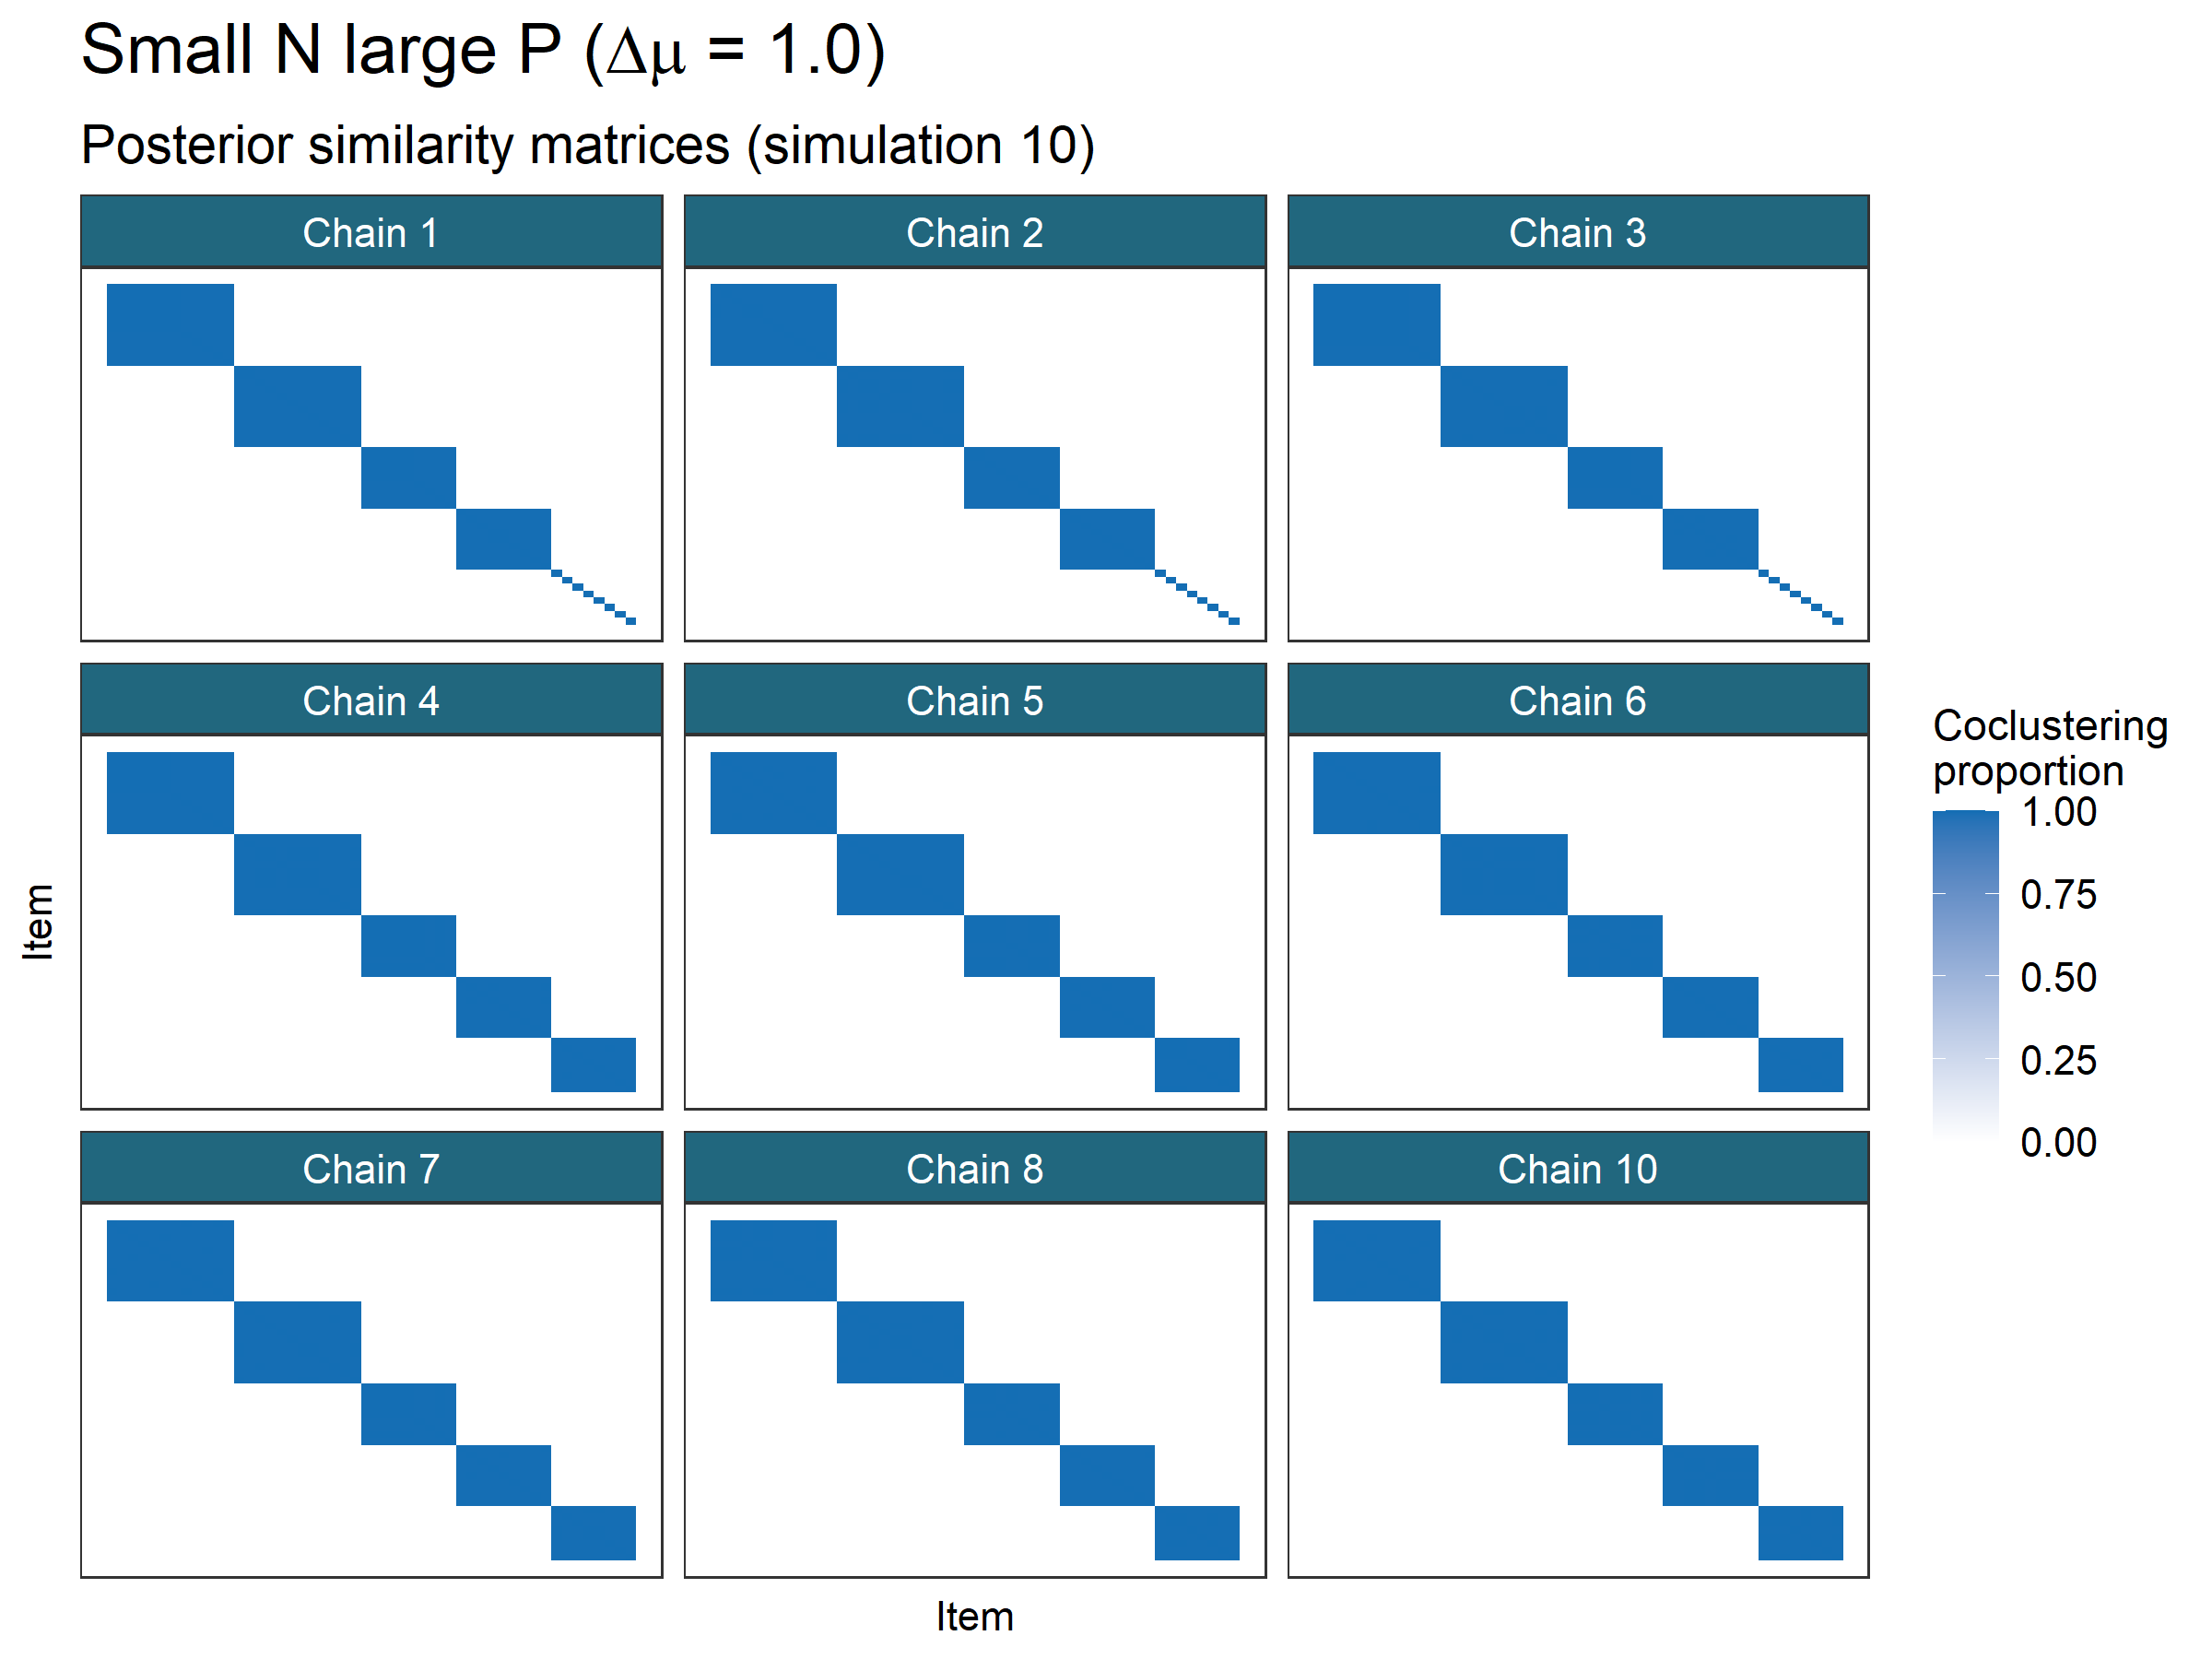 Small N large P (Δμ = 1.0)
Posterior similarity matrices (simulation 10)
Chain 1
Chain 2
Chain 3
Chain 4
Chain 5
Chain 6
Chain 7
Chain 8
Chain 10
Item
Item
Coclustering
proportion
1.00
0.75
0.50
0.25
0.00